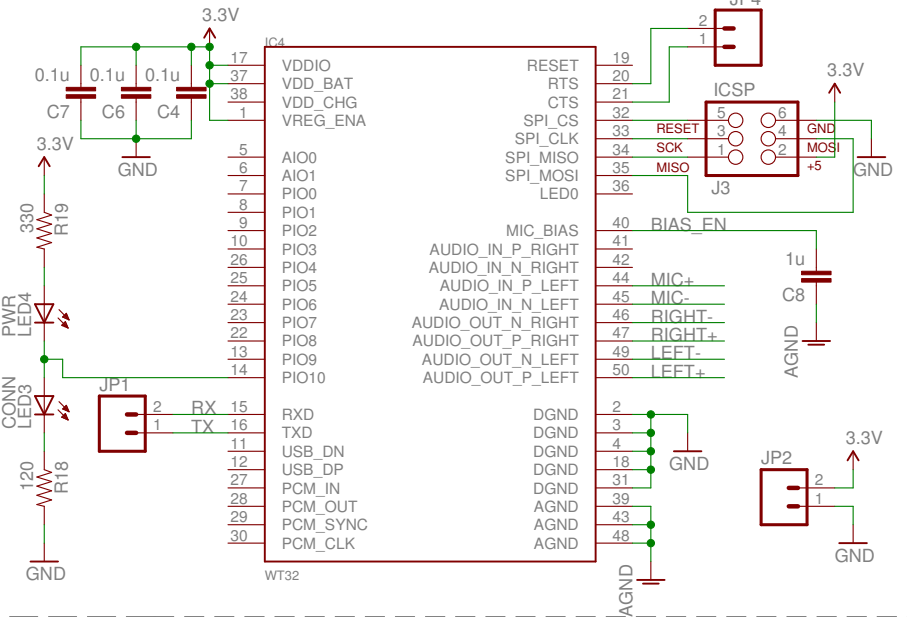 3.3V
JP4
2
1
IC4
0.1u 0.1u 0.1u
C7 C6 C4
GND
17 VDDIO
37 VDD_BAT
38 VDD_CHG
1 VREG_ENA
5 AIO0
6 AIO1
7 PIO0
8 PIO1
9 PIO2
10 PIO3
26 PIO4
25 PIO5
24 PIO6
23 PIO7
22 PIO8
13 PIO9
14 PIO10
RX 15 RXD
TX 16 TXD
11 USB_DN
12 USB_DP
27 PCM_IN
28 PCM_OUT
29 PCM_SYNC
30 PCM_CLK
RESET 19
RTS 20
CTS 21
SPI_CS 32
SPI_CLK 33
SPI_MISO 34
SPI_MOSI 35
LED0 36
MIC_BIAS 40 BIAS_EN
AUDIO_IN_P_RIGHT 41
AUDIO_IN_N_RIGHT 42
AUDIO_IN_P_LEFT 44 MIC+
AUDIO_IN_N_LEFT 45 MIC-
AUDIO_OUT_N_RIGHT 46 RIGHT-
AUDIO_OUT_P_RIGHT 47 RIGHT+
AUDIO_OUT_N_LEFT 49 LEFT-
AUDIO_OUT_P_LEFT 50 LEFT+
DGND 2
DGND 3
DGND 4
DGND 18
DGND 31
AGND 39
AGND 43
AGND 48
WT32
3.3V
330
R19
PWR
LED4
CONN
LED3
120
R18
GND
JP1
2
1
ICSP
3.3V
5 6
RESET 3 4 GND
SCK 1 2 MOSI
MISO +5
J3
GND
1u
C8
AGND
GND
AGND
JP2
3.3V
2
1
GND